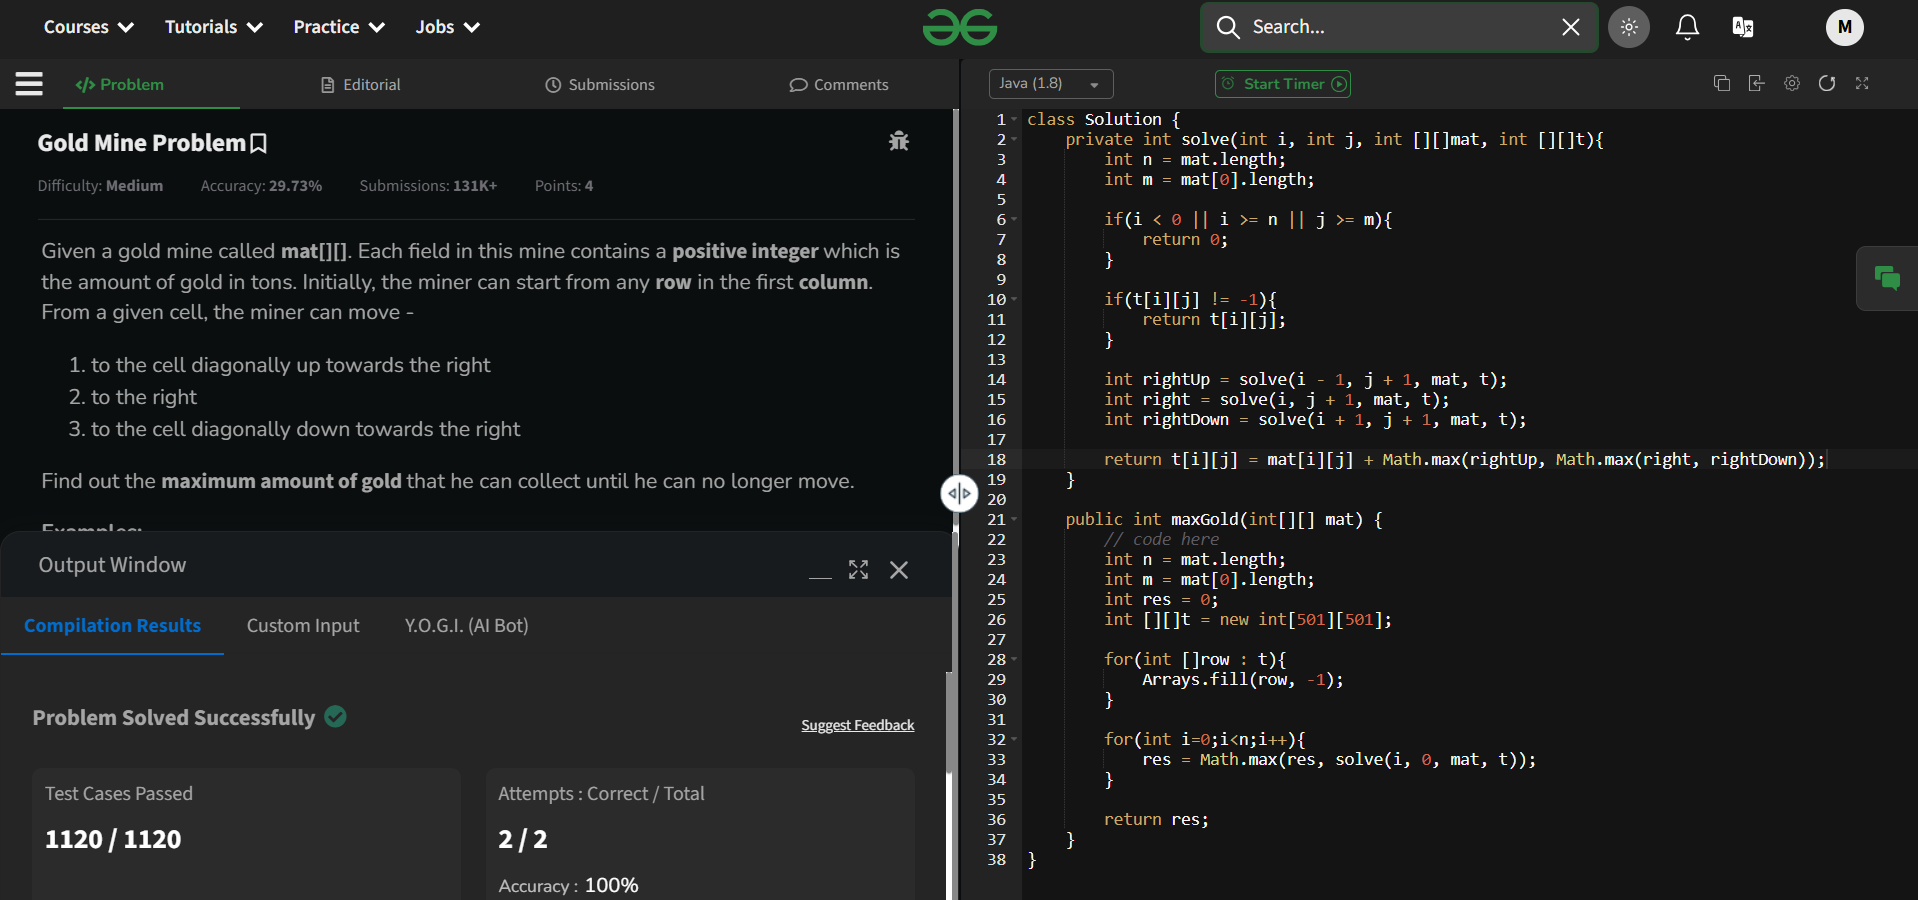 Courses Tutorials Practice Jobs Search... M
Problem Editorial Submissions Comments
Gold Mine Problem
Difficulty: Medium Accuracy: 29.73% Submissions: 131K+ Points: 4
Given a gold mine called mat[][]. Each field in this mine contains a positive integer which is
the amount of gold in tons. Initially, the miner can start from any row in the first column.
From a given cell, the miner can move -
1. to the cell diagonally up towards the right
2. to the right
3. to the cell diagonally down towards the right
Find out the maximum amount of gold that he can collect until he can no longer move.
Examples:
Output Window
Compilation Results Custom Input Y.O.G.I. (AI Bot)
Problem Solved Successfully
Suggest Feedback
Test Cases Passed
1120 / 1120
Attempts : Correct / Total
2 / 2
Accuracy : 100%
Java (1.8) Start Timer
1 class Solution {
2 private int solve(int i, int j, int [][]mat, int [][]t){
3 int n = mat.length;
4 int m = mat[0].length;
5
6 if(i < 0 || i >= n || j >= m){
7 return 0;
8 }
9
10 if(t[i][j] != -1){
11 return t[i][j];
12 }
13
14 int rightUp = solve(i - 1, j + 1, mat, t);
15 int right = solve(i, j + 1, mat, t);
16 int rightDown = solve(i + 1, j + 1, mat, t);
17
18 return t[i][j] = mat[i][j] + Math.max(rightUp, Math.max(right, rightDown));
19 }
20
21 public int maxGold(int[][] mat) {
22 // code here
23 int n = mat.length;
24 int m = mat[0].length;
25 int res = 0;
26 int [][]t = new int[501][501];
27
28 for(int []row : t){
29 Arrays.fill(row, -1);
30 }
31
32 for(int i=0;i<n;i++){
33 res = Math.max(res, solve(i, 0, mat, t));
34 }
35
36 return res;
37 }
38 }